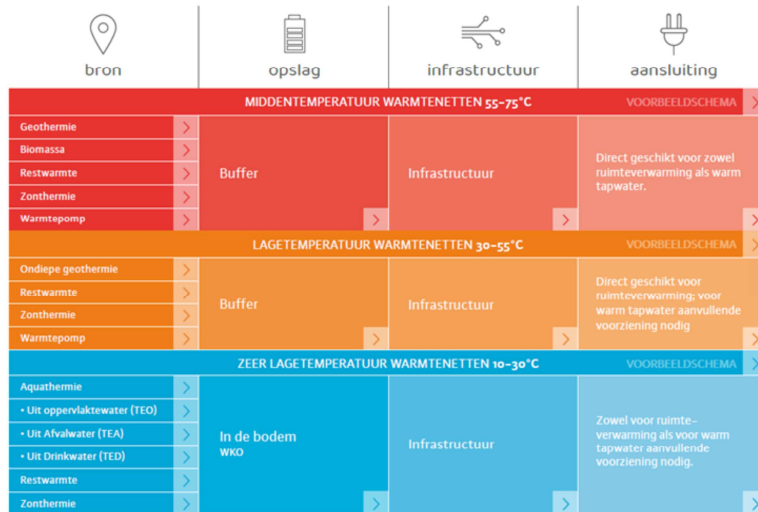 bron
opslag
infrastructuur
aansluiting
MIDDENTEMPERATUUR WARMTENETTEN 55-75°C
VOORBEELDSCHEMA
Geothermie
Biomassa
Restwarmte
Zonthermie
Warmtepomp
Buffer
Infrastructuur
Direct geschikt voor zowel
ruimteverwarming als warm
tapwater.
LAGETEMPERATUUR WARMTENETTEN 30-55°C
VOORBEELDSCHEMA
Ondiepe geothermie
Restwarmte
Zonthermie
Warmtepomp
Buffer
Infrastructuur
Direct geschikt voor
ruimteverwarming; voor
warm tapwater aanvullende
voorziening nodig
ZEER LAGETEMPERATUUR WARMTENETTEN 10-30°C
VOORBEELDSCHEMA
Aquathermie
• Uit oppervlaktewater (TEO)
• Uit Afvalwater (TEA)
• Uit Drinkwater (TED)
Restwarmte
Zonthermie
In de bodem
WKO
Infrastructuur
Zowel voor ruimte-
verwarming als voor warm
tapwater aanvullende
voorziening nodig.